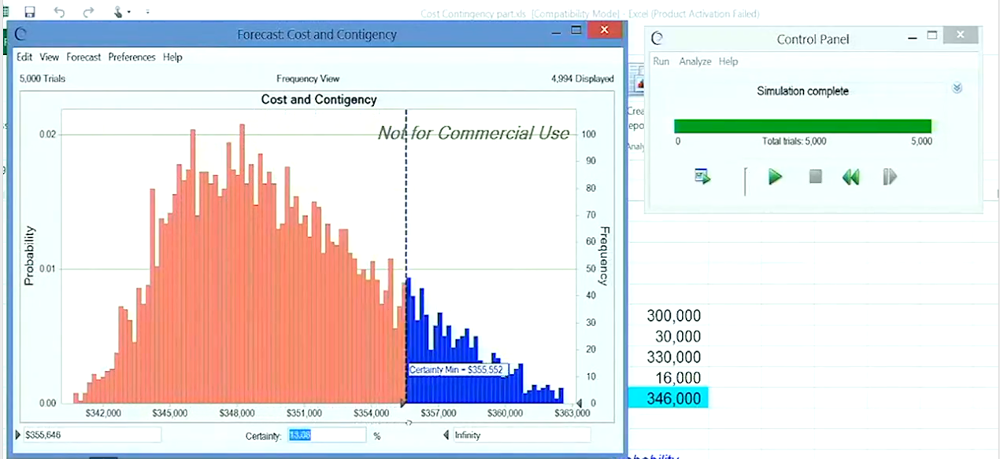 Cost Contingency part.xls [Compatibility Mode] - Excel (Product Activation Failed)
Forecast: Cost and Contigency
Edit View Forecast Preferences Help
5,000 Trials Frequency View 4,994 Displayed
Cost and Contigency
Not for Commercial Use
0.02
0.01
0.00
Probability
100
90
80
70
60
50
40
30
20
10
0
Frequency
Certainty Min = $355,552
$342,000 $345,000 $348,000 $351,000 $354,000 $357,000 $360,000 $363,000
$355,646 Certainty: 13.08 % Infinity
Control Panel
Run Analyze Help
Simulation complete
0 Total trials: 5,000 5,000
300,000
30,000
330,000
16,000
346,000